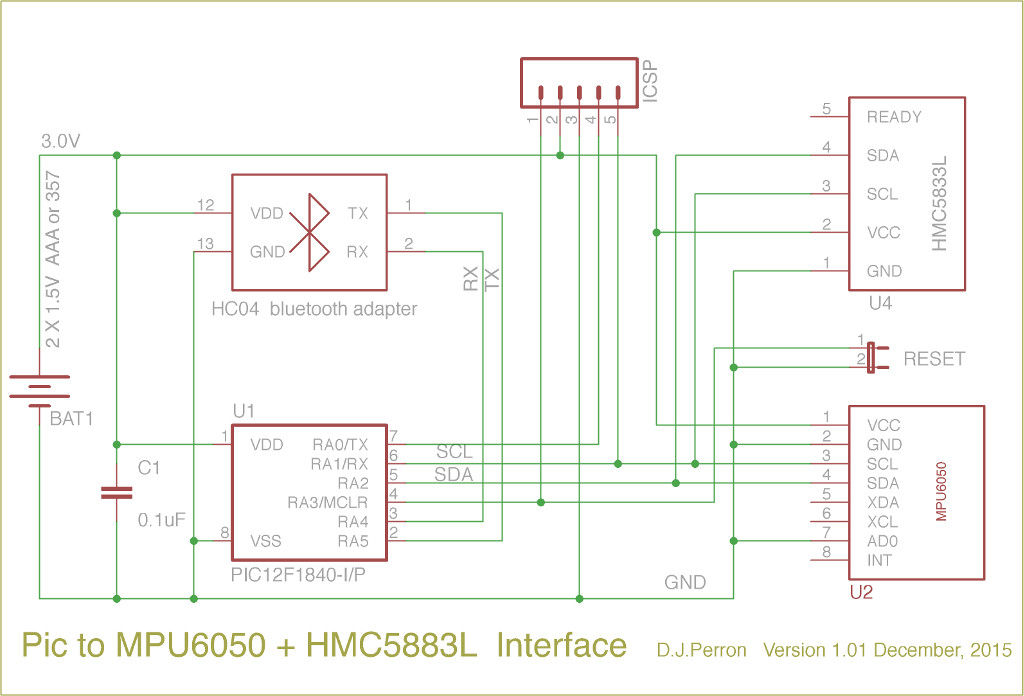 ICSP
1 2 3 4 5
3.0V
2 X 1.5V AAA or 357
BAT1
12 VDD TX 1
13 GND RX 2
HC04 bluetooth adapter
RX
TX
5 READY
4 SDA
3 SCL
2 VCC
1 GND
HMC5833L
U4
1
2
RESET
U1
1 VDD RA0/TX 7
RA1/RX 6 SCL
RA2 5 SDA
RA3/MCLR 4
RA4 3
8 VSS RA5 2
PIC12F1840-I/P
C1
0.1uF
1 VCC
2 GND
3 SCL
4 SDA
5 XDA
6 XCL
7 AD0
8 INT
MPU6050
U2
GND
Pic to MPU6050 + HMC5883L Interface
D.J.Perron Version 1.01 December, 2015